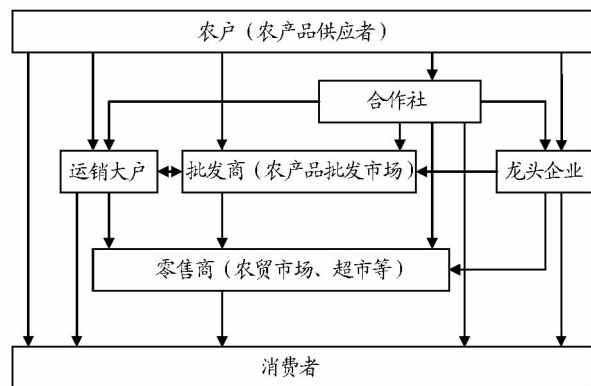 农户（农产品供应者）
合作社
运销大户
批发商（农产品批发市场）
龙头企业
零售商（农贸市场、超市等）
消费者